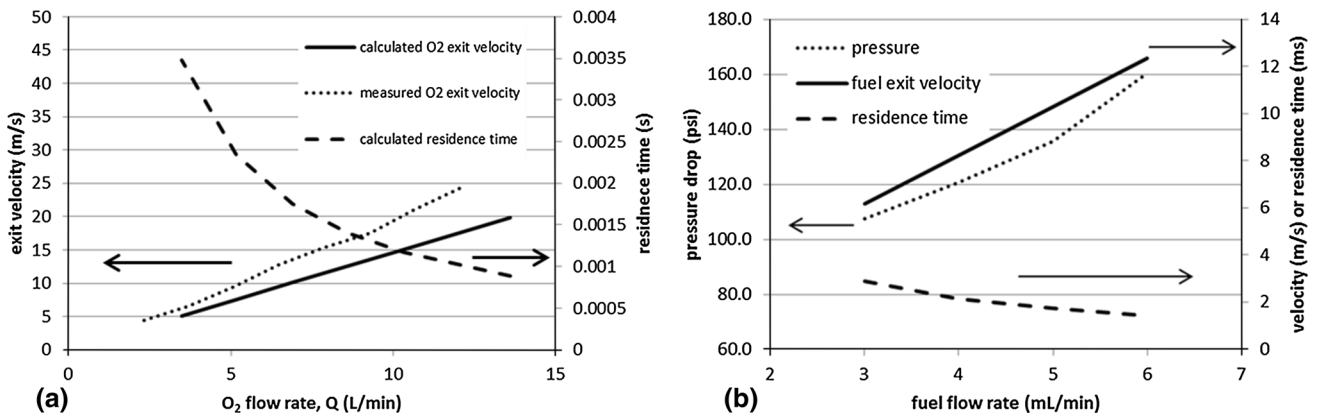 50
45
40
35
30
25
20
15
10
5
0
exit velocity (m/s)
calculated O2 exit velocity
measured O2 exit velocity
calculated residence time
0.004
0.0035
0.003
0.0025
0.002
0.0015
0.001
0.0005
0
residnece time (s)
0 5 10 15
O2 flow rate, Q (L/min)
(a)
180.0
160.0
140.0
120.0
100.0
80.0
60.0
pressure drop (psi)
pressure
fuel exit velocity
residence time
14
12
10
8
6
4
2
0
velocity (m/s) or residence time (ms)
2 3 4 5 6 7
fuel flow rate (mL/min)
(b)